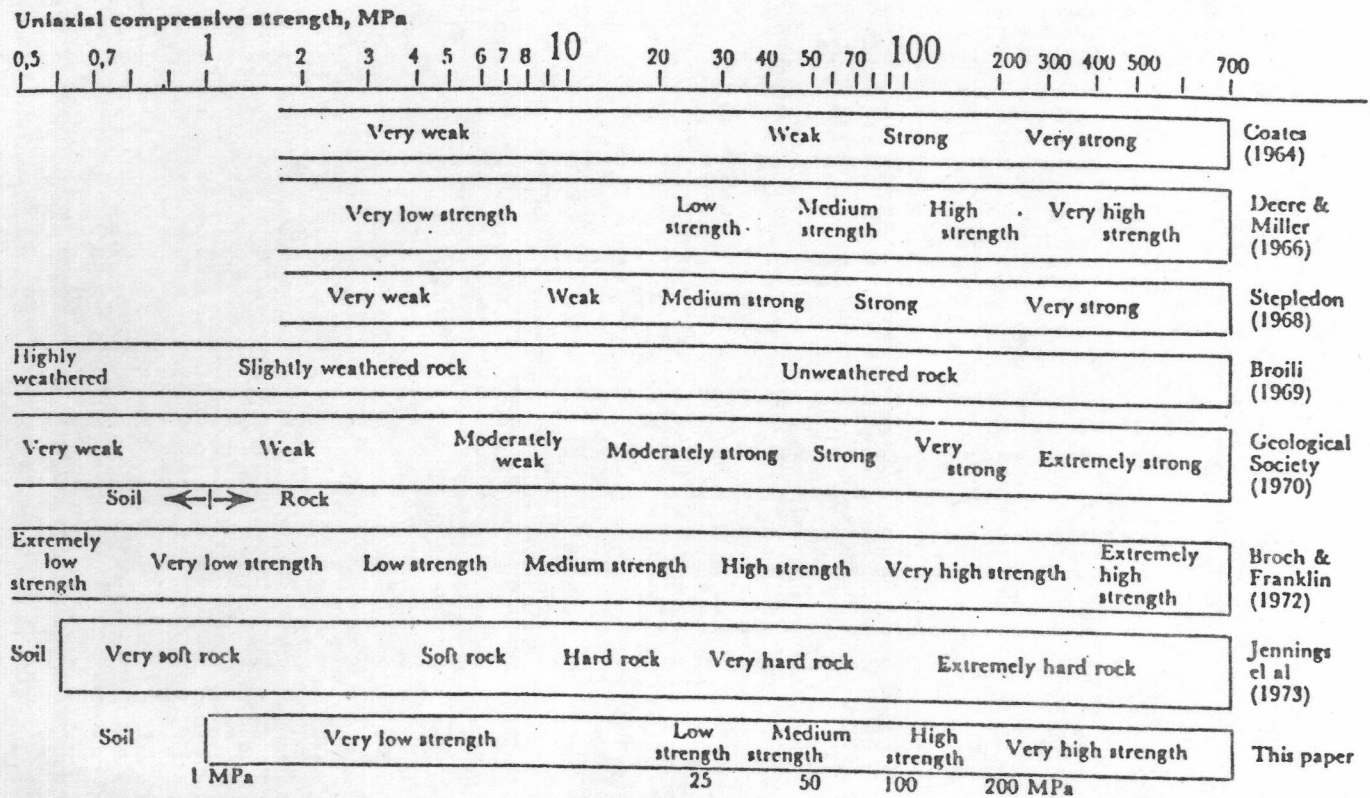 Uniaxial compressive strength, MPa
0,5 0,7 1 2 3 4 5 6 7 8 10 20 30 40 50 70 100 200 300 400 500 700
Very weak Weak Strong Very strong Coates
(1964)
Very low strength Low Medium High Very high Deere &
strength strength strength strength Miller
(1966)
Very weak Weak Medium strong Strong Very strong Stepledon
(1968)
Highly
weathered Slightly weathered rock Unweathered rock Broili
(1969)
Very weak Weak Moderately
weak Moderately strong Strong Very
strong Extremely strong Geological
Society
(1970)
Soil Rock
Extremely
low
strength Very low strength Low strength Medium strength High strength Very high strength Extremely
high
strength Broch &
Franklin
(1972)
Soil Very soft rock Soft rock Hard rock Very hard rock Extremely hard rock Jennings
el al
(1973)
Soil Very low strength Low
strength Medium
strength High
strength Very high strength This paper
1 MPa 25 50 100 200 MPa